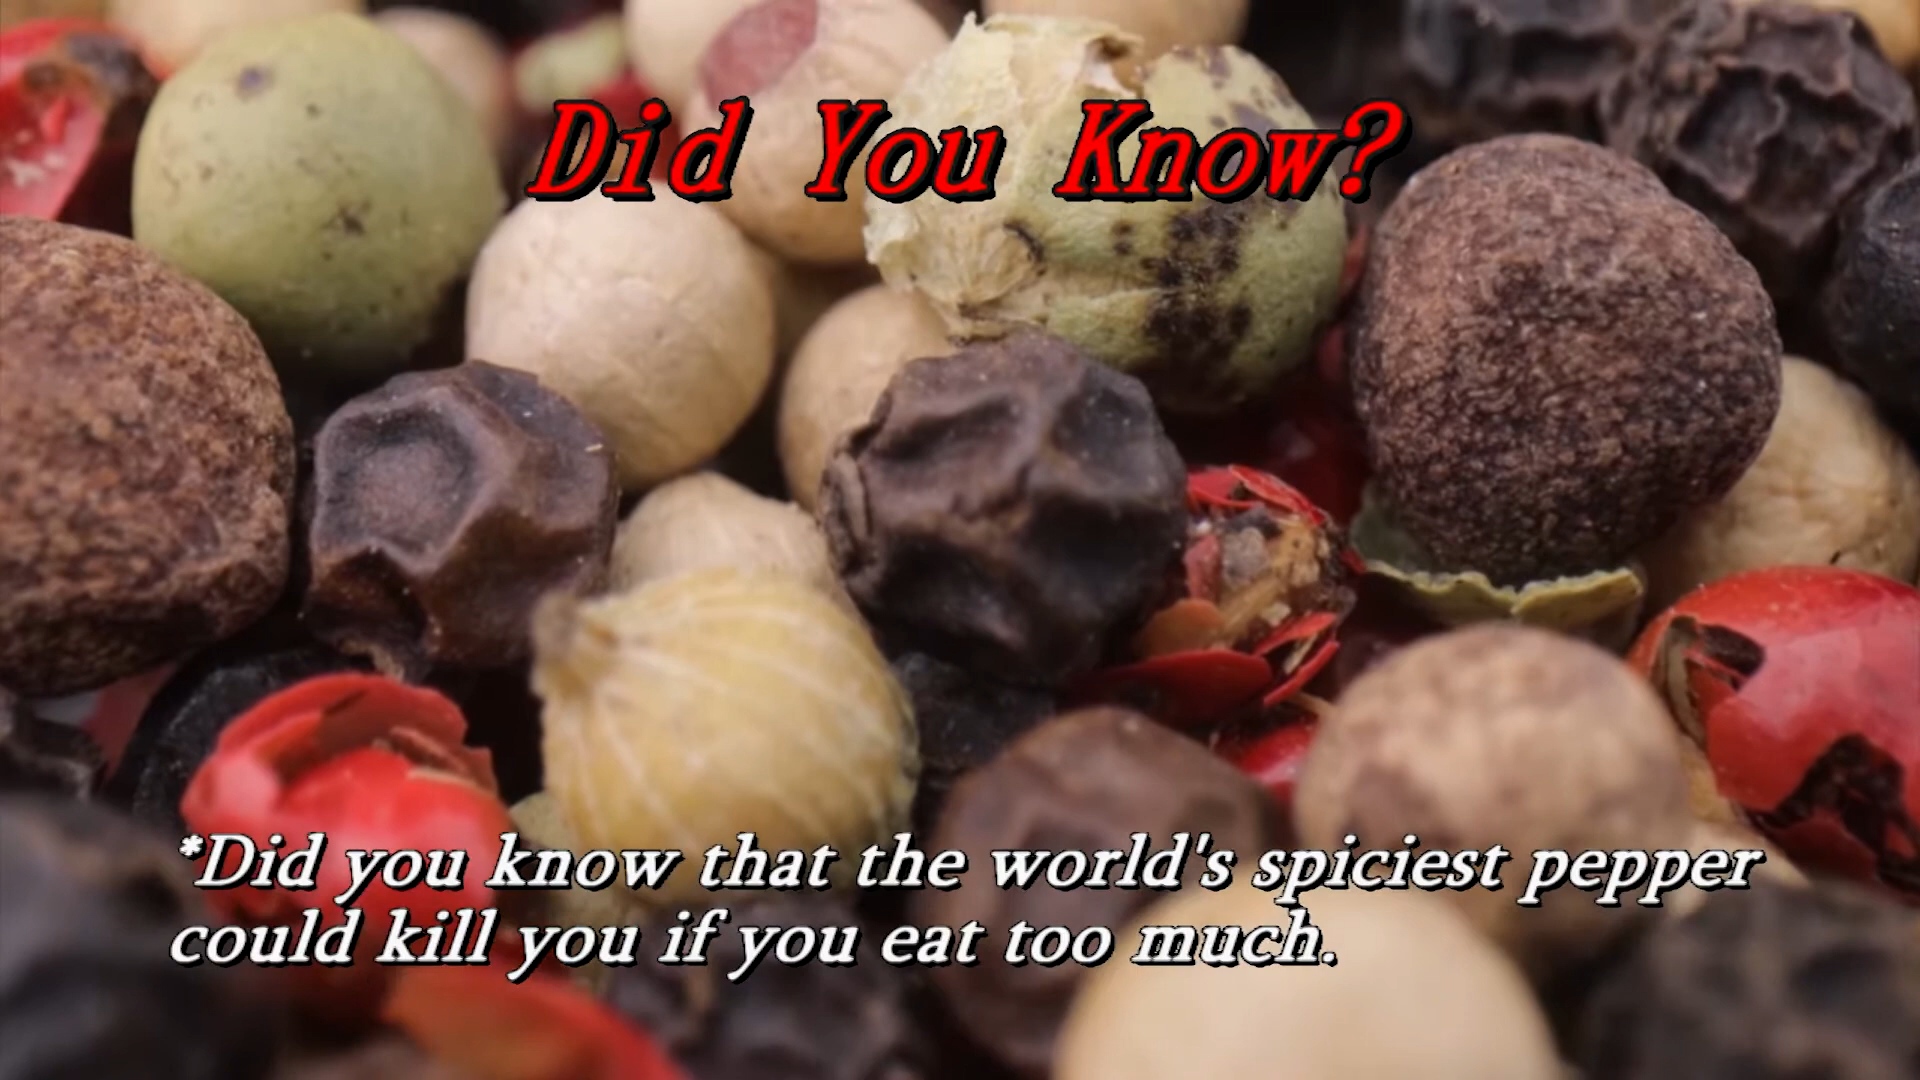 Did You Know?
*Did you know that the world's spiciest pepper
could kill you if you eat too much.